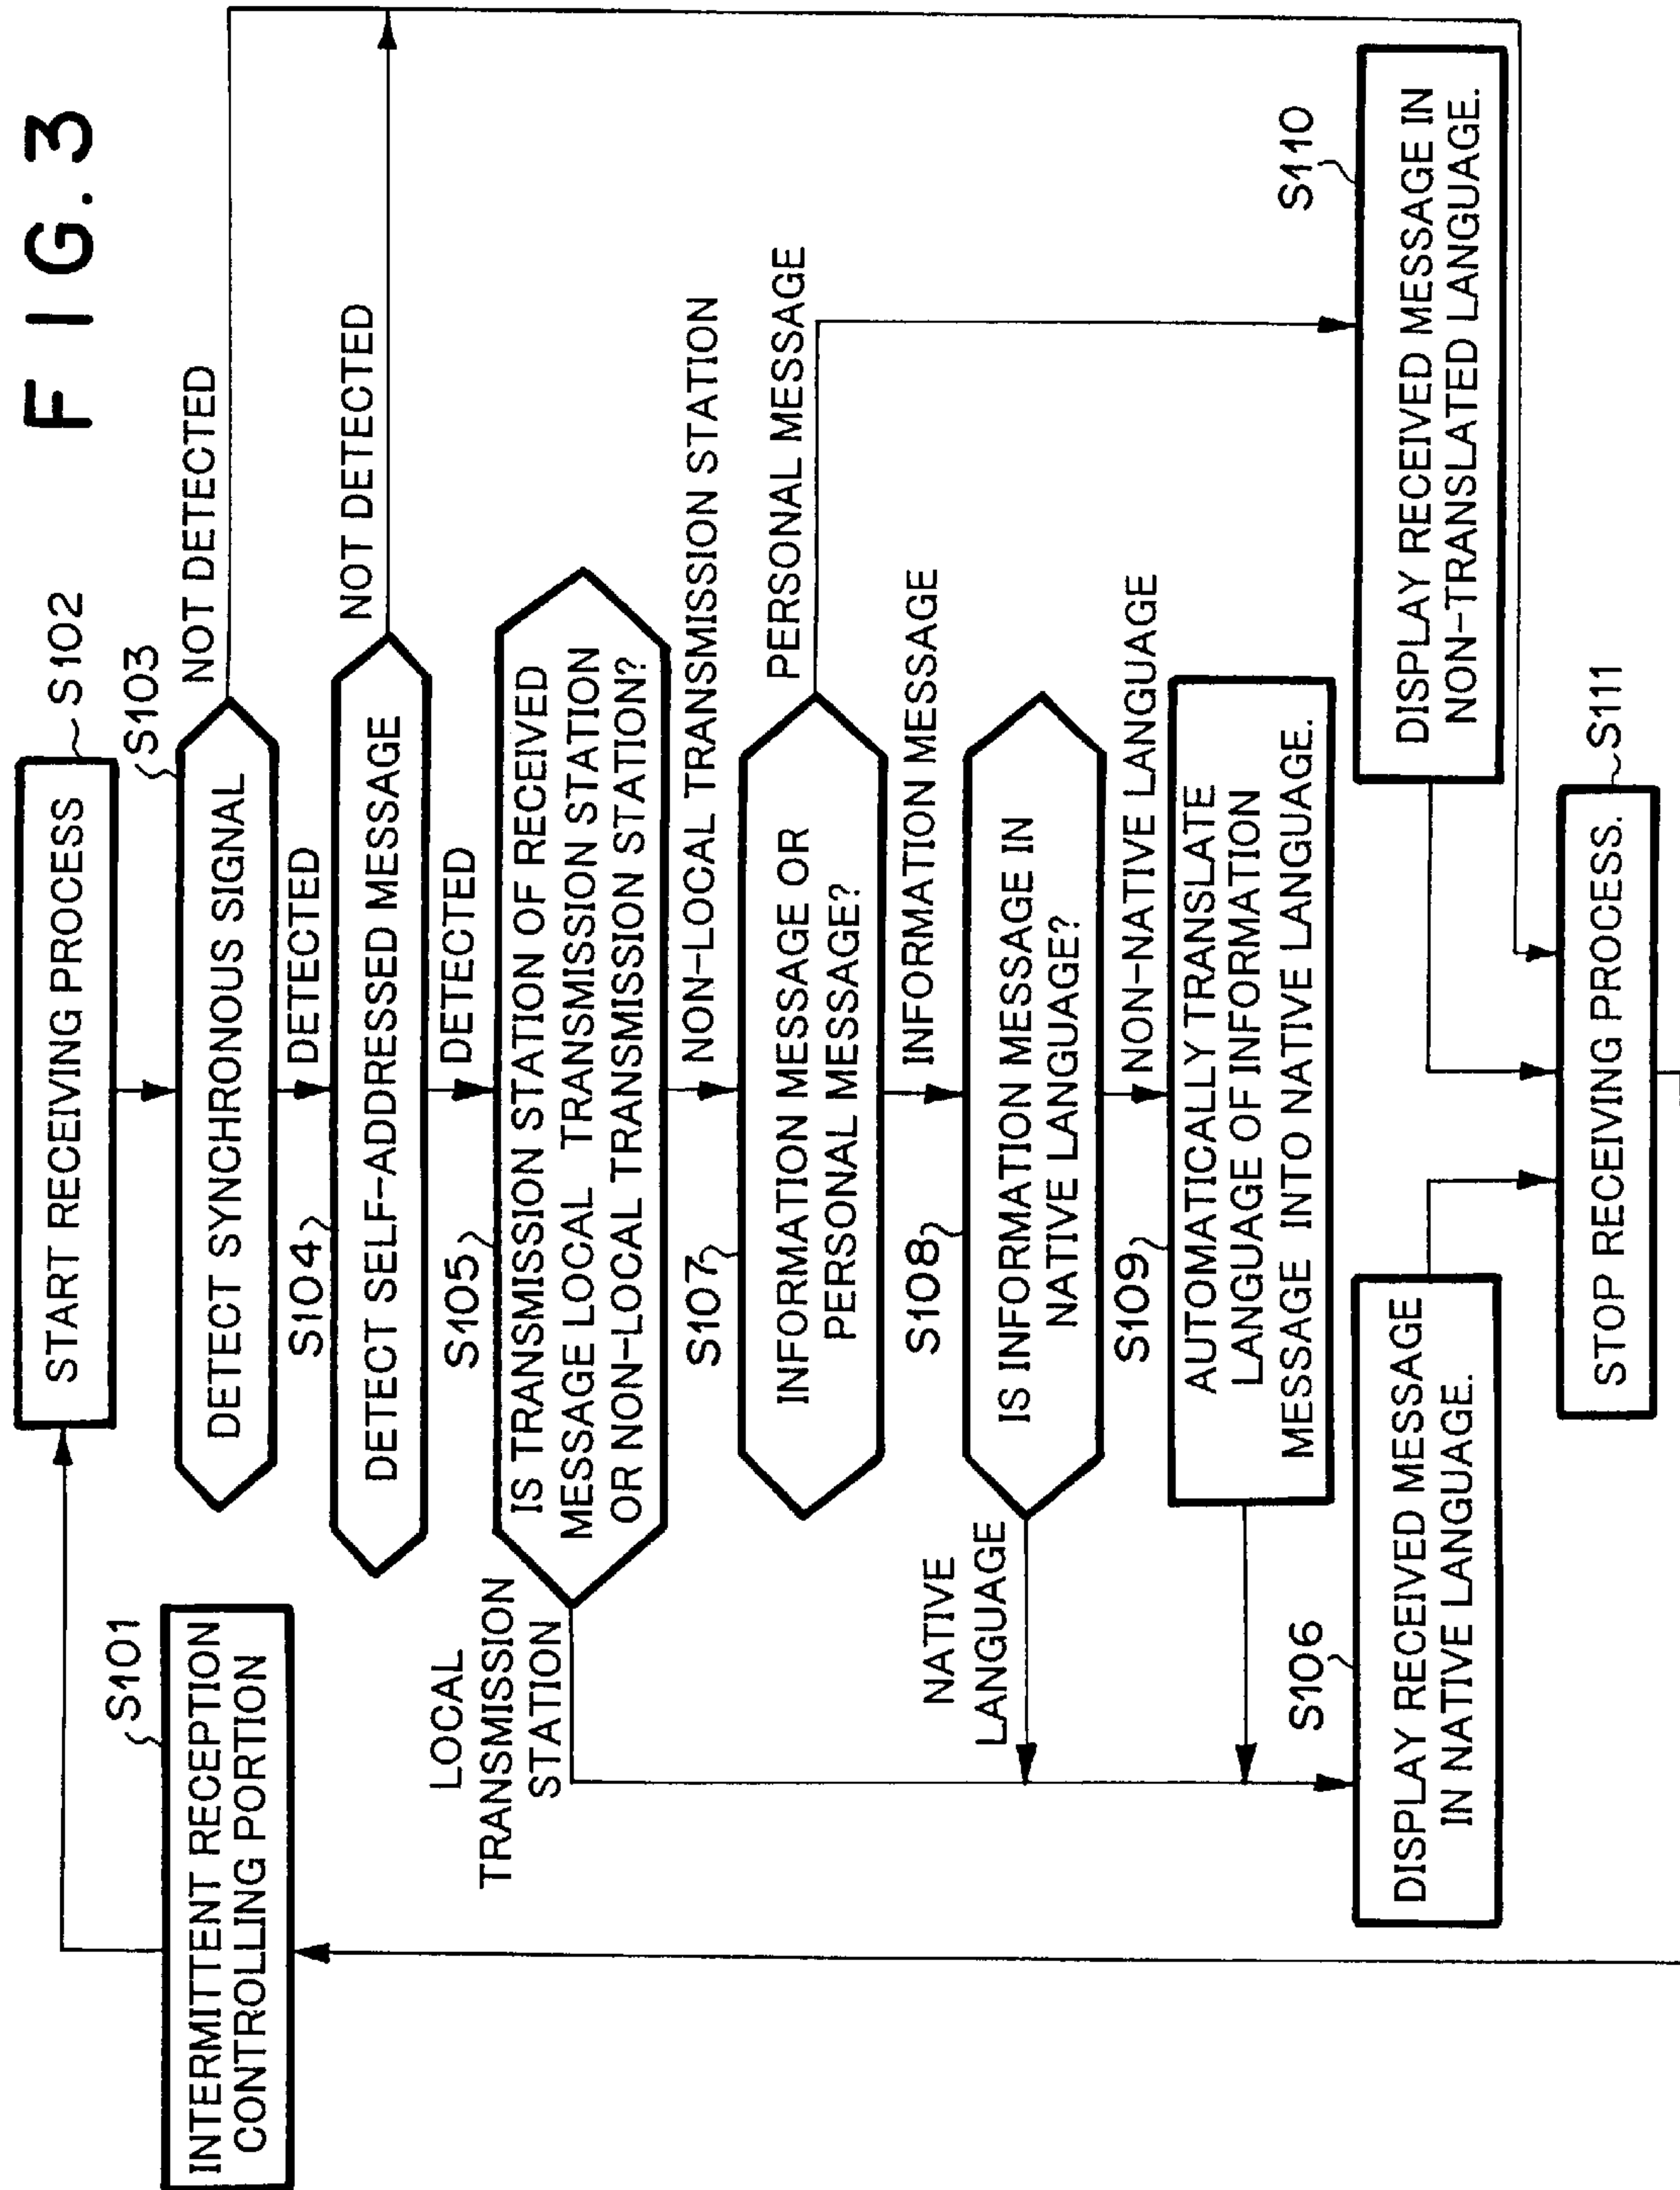 FIG. 3
S101
INTERMITTENT RECEPTION
CONTROLLING PORTION
START RECEIVING PROCESS
S102
S103
DETECT SYNCHRONOUS SIGNAL
NOT DETECTED
DETECTED
S104
DETECT SELF-ADDRESSED MESSAGE
NOT DETECTED
DETECTED
S105
IS TRANSMISSION STATION OF RECEIVED
MESSAGE LOCAL TRANSMISSION STATION
OR NON-LOCAL TRANSMISSION STATION?
LOCAL
TRANSMISSION
STATION
NON-LOCAL TRANSMISSION STATION
S107
INFORMATION MESSAGE OR
PERSONAL MESSAGE?
PERSONAL MESSAGE
INFORMATION MESSAGE
S108
IS INFORMATION MESSAGE IN
NATIVE LANGUAGE?
NATIVE
LANGUAGE
NON-NATIVE LANGUAGE
S109
AUTOMATICALLY TRANSLATE
LANGUAGE OF INFORMATION
MESSAGE INTO NATIVE LANGUAGE.
S106
DISPLAY RECEIVED MESSAGE
IN NATIVE LANGUAGE.
S110
DISPLAY RECEIVED MESSAGE IN
NON-TRANSLATED LANGUAGE.
STOP RECEIVING PROCESS.
S111